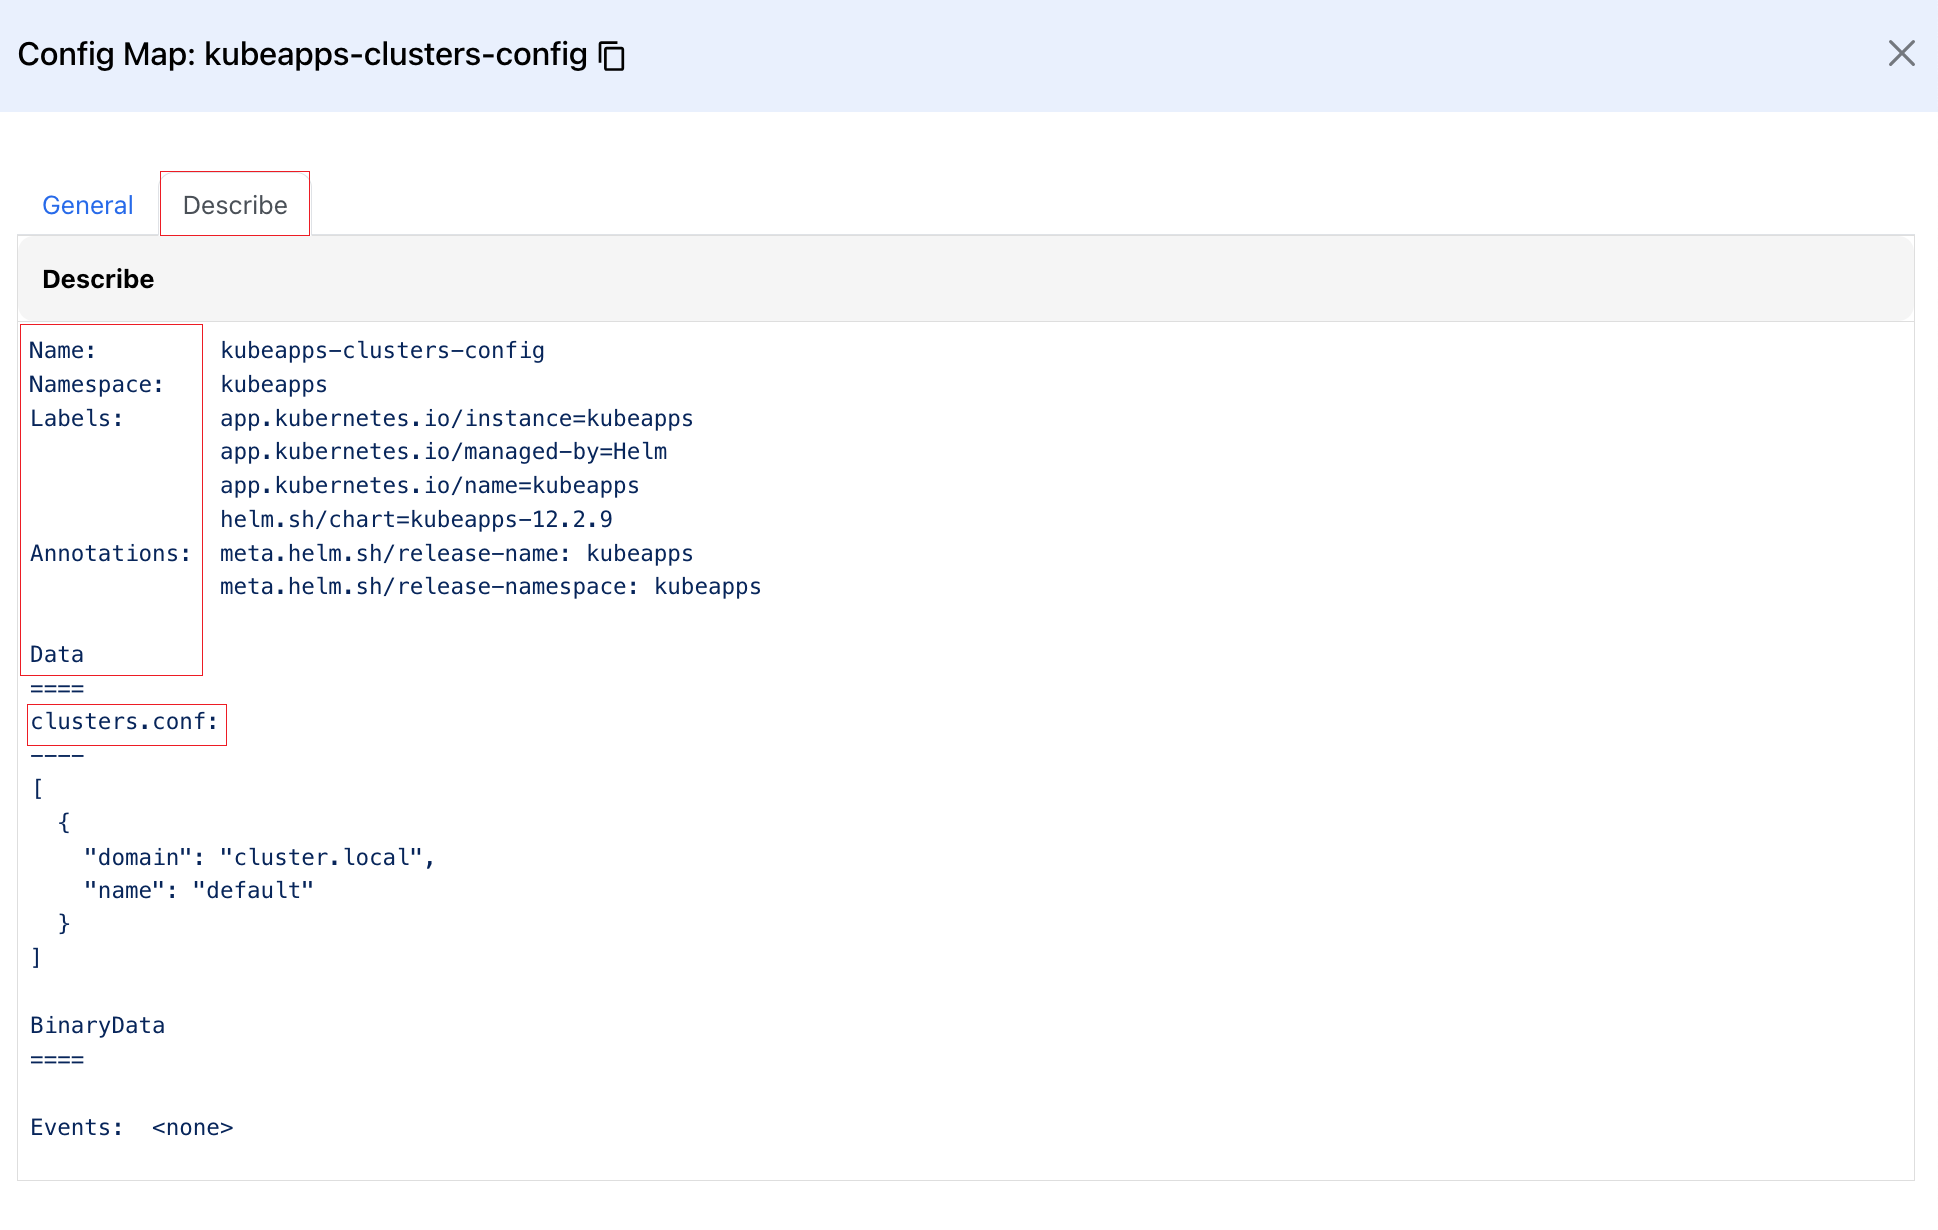 Config Map: kubeapps-clusters-config
General Describe
Describe
Name: kubeapps-clusters-config
Namespace: kubeapps
Labels: app.kubernetes.io/instance=kubeapps
app.kubernetes.io/managed-by=Helm
app.kubernetes.io/name=kubeapps
helm.sh/chart=kubeapps-12.2.9
Annotations: meta.helm.sh/release-name: kubeapps
meta.helm.sh/release-namespace: kubeapps
Data
====
clusters.conf:
----
[
{
"domain": "cluster.local",
"name": "default"
}
]
BinaryData
====
Events: <none>